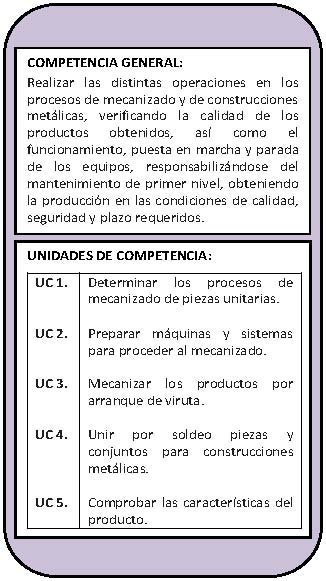 COMPETENCIA GENERAL:
Realizar las distintas operaciones en los
procesos de mecanizado y de construcciones
metálicas, verificando la calidad de los
productos obtenidos, así como el
funcionamiento, puesta en marcha y parada
de los equipos, responsabilizándose del
mantenimiento de primer nivel, obteniendo
la producción en las condiciones de calidad,
seguridad y plazo requeridos.
UNIDADES DE COMPETENCIA:
UC 1. Determinar los procesos de
mecanizado de piezas unitarias.
UC 2. Preparar máquinas y sistemas
para proceder al mecanizado.
UC 3. Mecanizar los productos por
arranque de viruta.
UC 4. Unir por soldeo piezas y
conjuntos para construcciones
metálicas.
UC 5. Comprobar las características del
producto.